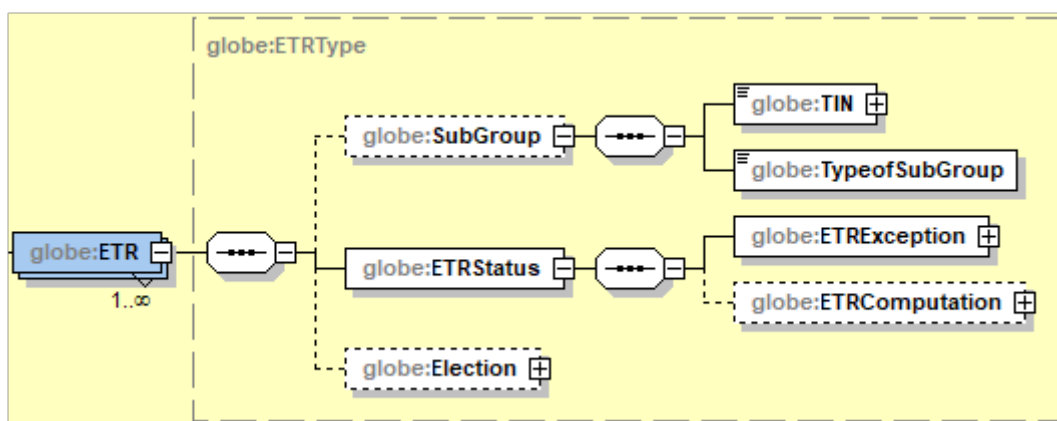 globe:ETRType
globe:TIN
globe:SubGroup
globe:TypeofSubGroup
globe:ETRException
globe:ETR
globe:ETRStatus
1..∞
globe:ETRComputation
globe:Election